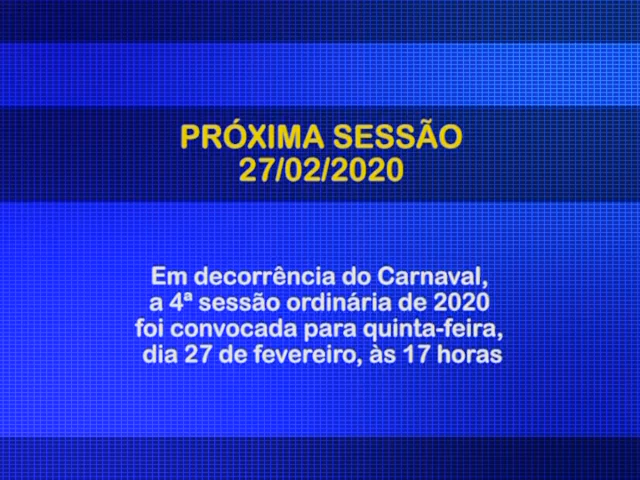 PRÓXIMA SESSÃO
27/02/2020
Em decorrência do Carnaval,
a 4ª sessão ordinária de 2020
foi convocada para quinta-feira,
dia 27 de fevereiro, às 17 horas